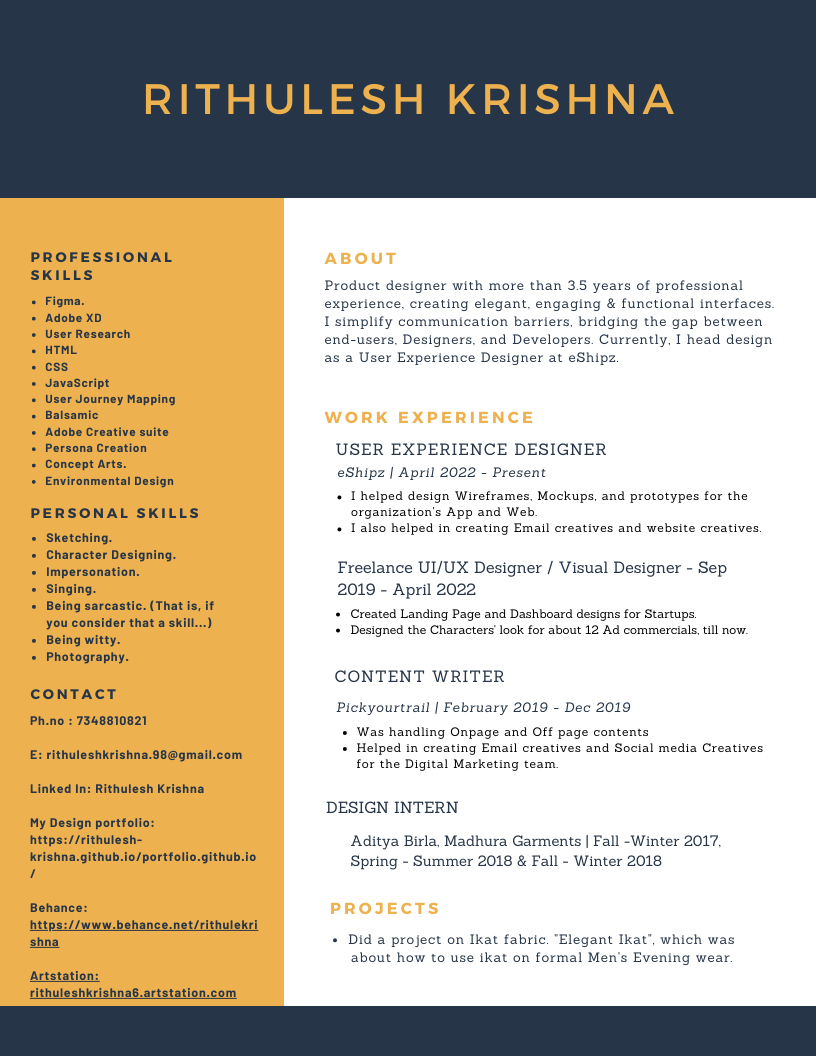 RITHULESH KRISHNA
PROFESSIONAL
SKILLS
• Figma.
• Adobe XD
• User Research
• HTML
• CSS
• JavaScript
• User Journey Mapping
• Balsamic
• Adobe Creative suite
• Persona Creation
• Concept Arts.
• Environmental Design
PERSONAL SKILLS
• Sketching.
• Character Designing.
• Impersonation.
• Singing.
• Being sarcastic. (That is, if
you consider that a skill...)
• Being witty.
• Photography.
CONTACT
Ph.no : 7348810821
E: rithuleshkrishna.98@gmail.com
Linked In: Rithulesh Krishna
My Design portfolio:
https://rithulesh-
krishna.github.io/portfolio.github.io
/
Behance:
https://www.behance.net/rithulekri
shna
Artstation:
rithuleshkrishna6.artstation.com
ABOUT
Product designer with more than 3.5 years of professional
experience, creating elegant, engaging & functional interfaces.
I simplify communication barriers, bridging the gap between
end-users, Designers, and Developers. Currently, I head design
as a User Experience Designer at eShipz.
WORK EXPERIENCE
USER EXPERIENCE DESIGNER
eShipz | April 2022 - Present
• I helped design Wireframes, Mockups, and prototypes for the
organization's App and Web.
• I also helped in creating Email creatives and website creatives.
Freelance UI/UX Designer / Visual Designer - Sep
2019 - April 2022
• Created Landing Page and Dashboard designs for Startups.
• Designed the Characters' look for about 12 Ad commercials, till now.
CONTENT WRITER
Pickyourtrail | February 2019 - Dec 2019
• Was handling Onpage and Off page contents
• Helped in creating Email creatives and Social media Creatives
for the Digital Marketing team.
DESIGN INTERN
Aditya Birla, Madhura Garments | Fall -Winter 2017,
Spring - Summer 2018 & Fall - Winter 2018
PROJECTS
• Did a project on Ikat fabric. "Elegant Ikat", which was
about how to use ikat on formal Men's Evening wear.